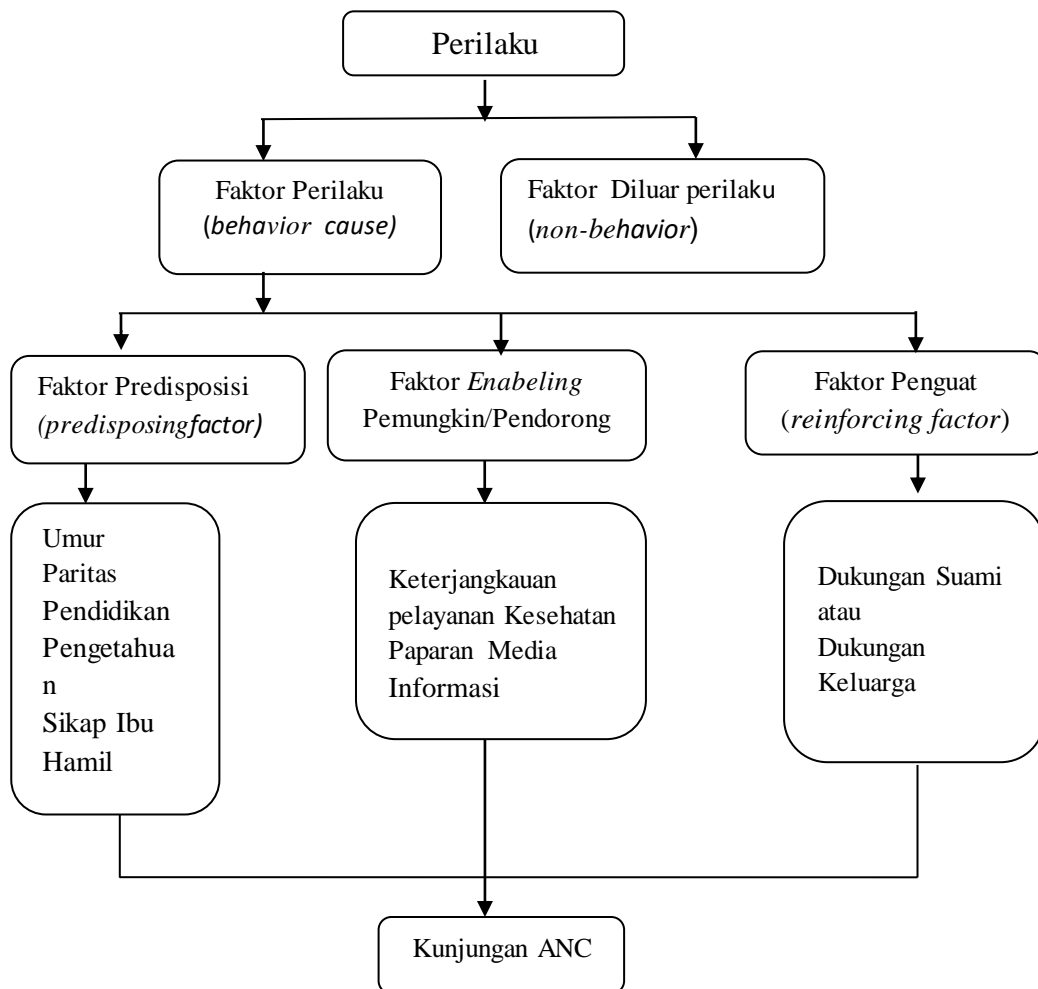 Perilaku
Faktor Perilaku
(behavior cause)
Faktor Diluar perilaku
(non-behavior)
Faktor Predisposisi
(predisposingfactor)
Faktor Enabeling
Pemungkin/Pendorong
Faktor Penguat
(reinforcing factor)
Umur
Paritas
Pendidikan
Pengetahua
n
Sikap Ibu
Hamil
Keterjangkauan
pelayanan Kesehatan
Paparan Media
Informasi
Dukungan Suami
atau
Dukungan
Keluarga
Kunjungan ANC